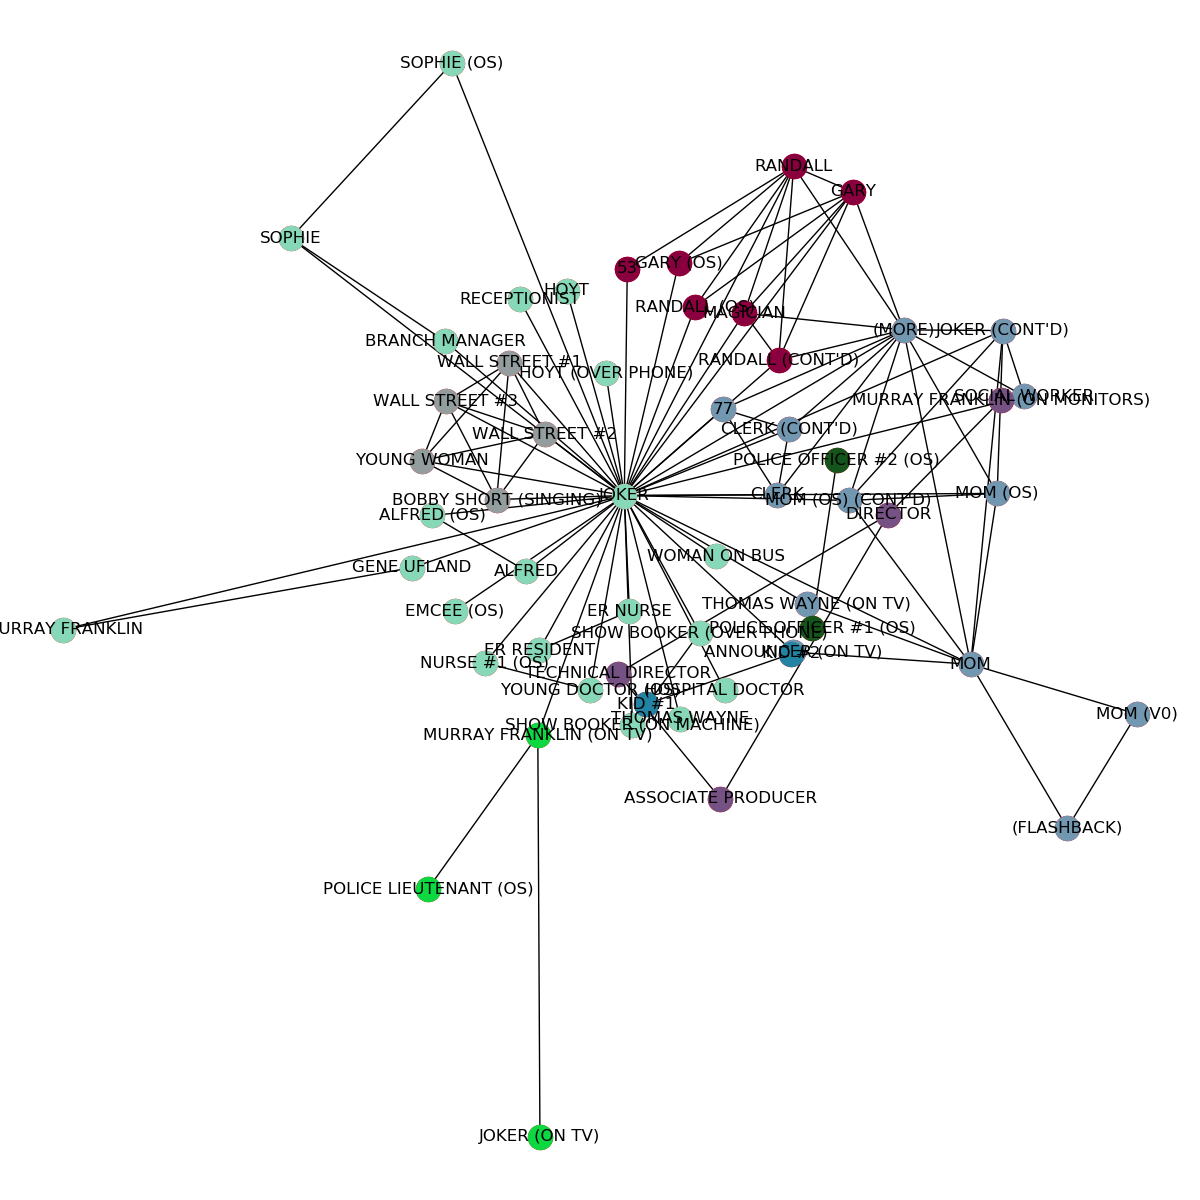 SOPHIE (OS)
RANDALL
GARY
SOPHIE
GARY (OS)
53
HOYT
RECEPTIONIST
RANDALL (OS)
MAGICIAN
(MORE)
JOKER (CONT'D)
BRANCH MANAGER
WALL STREET #1
RANDALL (CONT'D)
HOYT (OVER PHONE)
SOCIAL WORKER
MURRAY FRANKLIN (ON MONITORS)
WALL STREET #3
77
CLERK (CONT'D)
WALL STREET #2
YOUNG WOMAN
POLICE OFFICER #2 (OS)
JOKER
CLERK
MOM (OS)
BOBBY SHORT (SINGING)
MOM (OS) (CONT'D)
ALFRED (OS)
DIRECTOR
WOMAN ON BUS
GENE UFLAND
ALFRED
THOMAS WAYNE (ON TV)
EMCEE (OS)
ER NURSE
URRAY FRANKLIN
POLICE OFFICER #1 (OS)
SHOW BOOKER (OVER PHONE)
ER RESIDENT
ANNOUNCER (ON TV)
KID #2
NURSE #1 (OS)
MOM
TECHNICAL DIRECTOR
YOUNG DOCTOR (OS)
HOSPITAL DOCTOR
KID #1
MOM (V0)
THOMAS WAYNE
SHOW BOOKER (ON MACHINE)
MURRAY FRANKLIN (ON TV)
ASSOCIATE PRODUCER
(FLASHBACK)
POLICE LIEUTENANT (OS)
JOKER (ON TV)